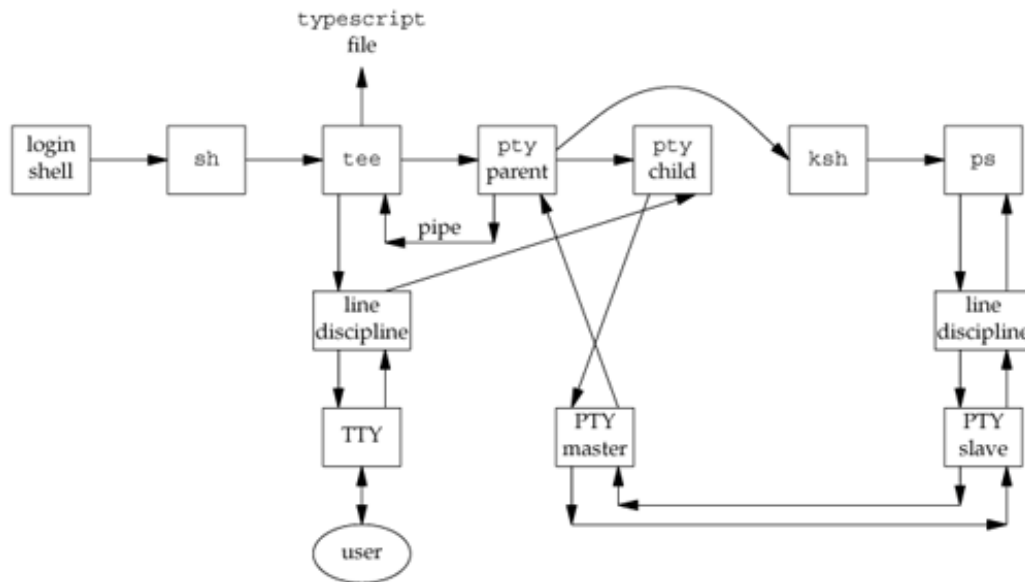 typescript
file
login
shell
sh
tee
pty
parent
pty
child
ksh
ps
pipe
line
discipline
line
discipline
TTY
PTY
master
PTY
slave
user